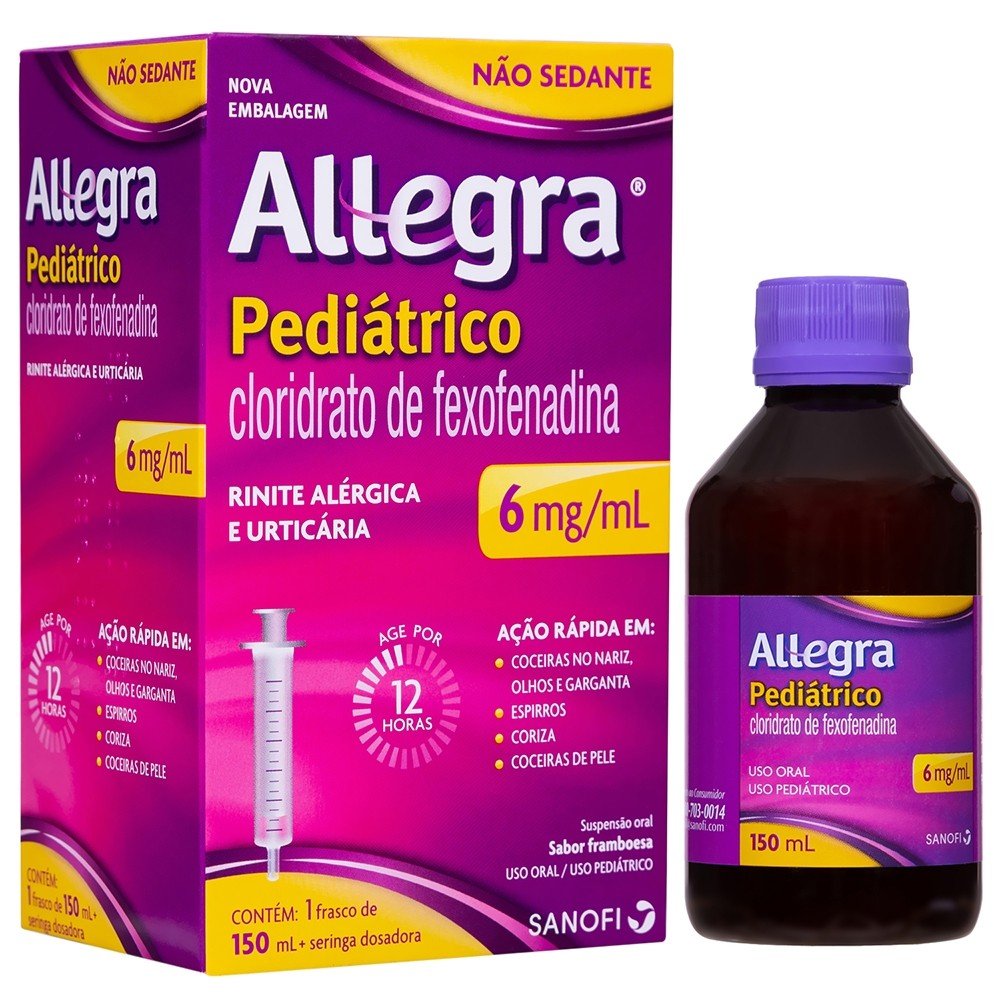 NÃO SEDANTE
Allegra
Pediátrico
cloridrato de fexofenadina
RINITE ALÉRGICA E URTICÁRIA
6 mg/mL
AGE POR
12
HORAS
AÇÃO RÁPIDA EM:
• COCEIRAS NO NARIZ,
OLHOS E GARGANTA
• ESPIRROS
• CORIZA
• COCEIRAS DE PELE
CONTÉM:
1 frasco de 150 mL+
seringa dosadora
NOVA
EMBALAGEM
NÃO SEDANTE
Allegra®
Pediátrico
cloridrato de fexofenadina
RINITE ALÉRGICA
E URTICÁRIA
6 mg/mL
AGE POR
12
HORAS
AÇÃO RÁPIDA EM:
• COCEIRAS NO NARIZ,
OLHOS E GARGANTA
• ESPIRROS
• CORIZA
• COCEIRAS DE PELE
Suspensão oral
Sabor framboesa
USO ORAL / USO PEDIÁTRICO
CONTÉM: 1 frasco de
150 mL + seringa dosadora
SANOFI
Allegra
Pediátrico
cloridrato de fexofenadina
6 mg/mL
USO ORAL
USO PEDIÁTRICO
Consumidor
-703-0014
sanofi.com
150 mL
SANOFI